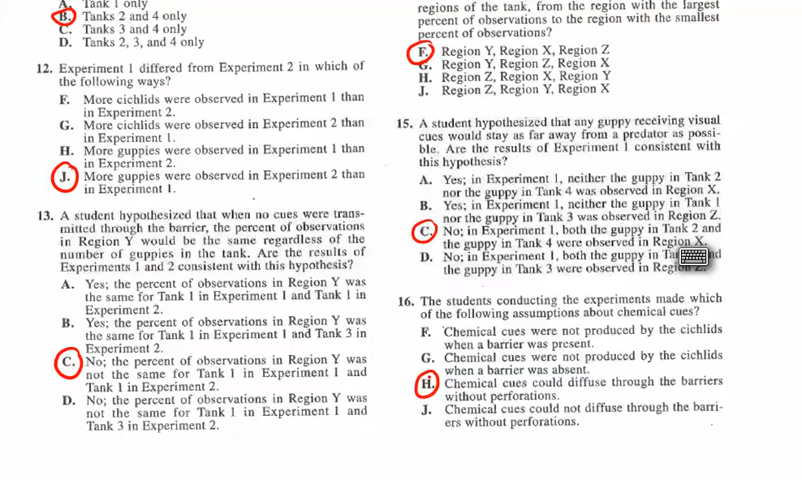 A. Tank 1 only
B. Tanks 2 and 4 only
C. Tanks 3 and 4 only
D. Tanks 2, 3, and 4 only
12. Experiment 1 differed from Experiment 2 in which of
the following ways?
F. More cichlids were observed in Experiment 1 than
in Experiment 2.
G. More cichlids were observed in Experiment 2 than
in Experiment 1.
H. More guppies were observed in Experiment 1 than
in Experiment 2.
J. More guppies were observed in Experiment 2 than
in Experiment 1.
13. A student hypothesized that when no cues were trans-
mitted through the barrier, the percent of observations
in Region Y would be the same regardless of the
number of guppies in the tank. Are the results of
Experiments 1 and 2 consistent with this hypothesis?
A. Yes; the percent of observations in Region Y was
the same for Tank 1 in Experiment 1 and Tank 1 in
Experiment 2.
B. Yes; the percent of observations in Region Y was
the same for Tank 1 in Experiment 1 and Tank 3 in
Experiment 2.
C. No; the percent of observations in Region Y was
not the same for Tank 1 in Experiment 1 and
Tank 1 in Experiment 2.
D. No; the percent of observations in Region Y was
not the same for Tank 1 in Experiment 1 and
Tank 3 in Experiment 2.
regions of the tank, from the region with the largest
percent of observations to the region with the smallest
percent of observations?
F. Region Y, Region X, Region Z
G. Region Y, Region Z, Region X
H. Region Z, Region X, Region Y
J. Region Z, Region Y, Region X
15. A student hypothesized that any guppy receiving visual
cues would stay as far away from a predator as possi-
ble. Are the results of Experiment 1 consistent with
this hypothesis?
A. Yes; in Experiment 1, neither the guppy in Tank 2
nor the guppy in Tank 4 was observed in Region X.
B. Yes; in Experiment 1, neither the guppy in Tank 1
nor the guppy in Tank 3 was observed in Region Z.
C. No; in Experiment 1, both the guppy in Tank 2 and
the guppy in Tank 4 were observed in Region X.
D. No; in Experiment 1, both the guppy in
the guppy in Tank 3 were observed in
16. The students conducting the experiments made which
of the following assumptions about chemical cues?
F. Chemical cues were not produced by the cichlids
when a barrier was present.
G. Chemical cues were not produced by the cichlids
when a barrier was absent.
H. Chemical cues could diffuse through the barriers
without perforations.
J. Chemical cues could not diffuse through the barri-
ers without perforations.